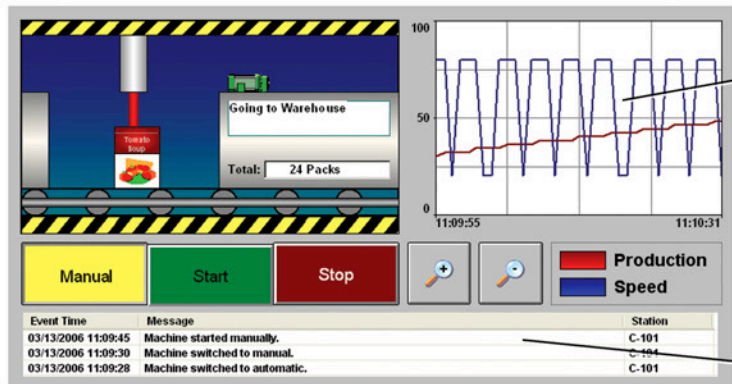 Going to Warehouse
Tomato
Soup
Total: 24 Packs
100
50
0
11:09:55 11:10:31
Manual Start Stop
Production
Speed
Event Time Message Station
03/13/2006 11:09:45 Machine started manually. C-101
03/13/2006 11:09:30 Machine switched to manual. C-101
03/13/2006 11:09:28 Machine switched to automatic. C-101